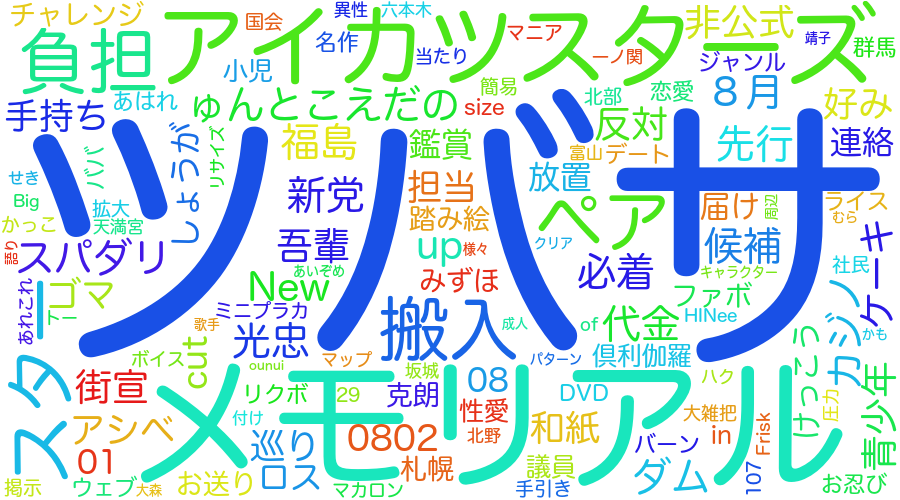 チャレンジ
国会
異性
六本木
アイカツスターズ
非公式
靖子
群馬
負担
名作
当たり
マニア
一ノ関
ジャンル
小児
簡易
size
北部
恋愛
8月
好み
手持ち
あはれ
ゅんとこえだの
反対
先行
連絡
ツバサ
しょうが
リサイズ
福島
鑑賞
富山
デート
せき
ババ
Big
拡大
天満宮
かっこ
新党
担当
放置
踏み絵
ペア
届け
周辺
ライス
むら
語り
スパダリ
吾輩
up
様々
クリア
候補
ケーキ
あれこれ
ゴマ
New
あいぞめ
みずほ
必着
キャラクター
社民
ファボ
HINee
カジノ
かも
ミニプラカ
歌手
光忠
搬入
成人
of
代金
スター
cut
ボイス
ounui
マップ
坂城
パターン
倶利伽羅
街宣
リクボ
29
克朗
08
DVD
ハク
圧力
けっこう
青少年
メモリアル
アシベ
01
付け
巡り
ロス
0802
性愛
北野
和紙
大雑把
in
Frisk
バーン
札幌
議員
掲示
ウェブ
大森
お送り
マカロン
手引き
ダム
107
お忍び